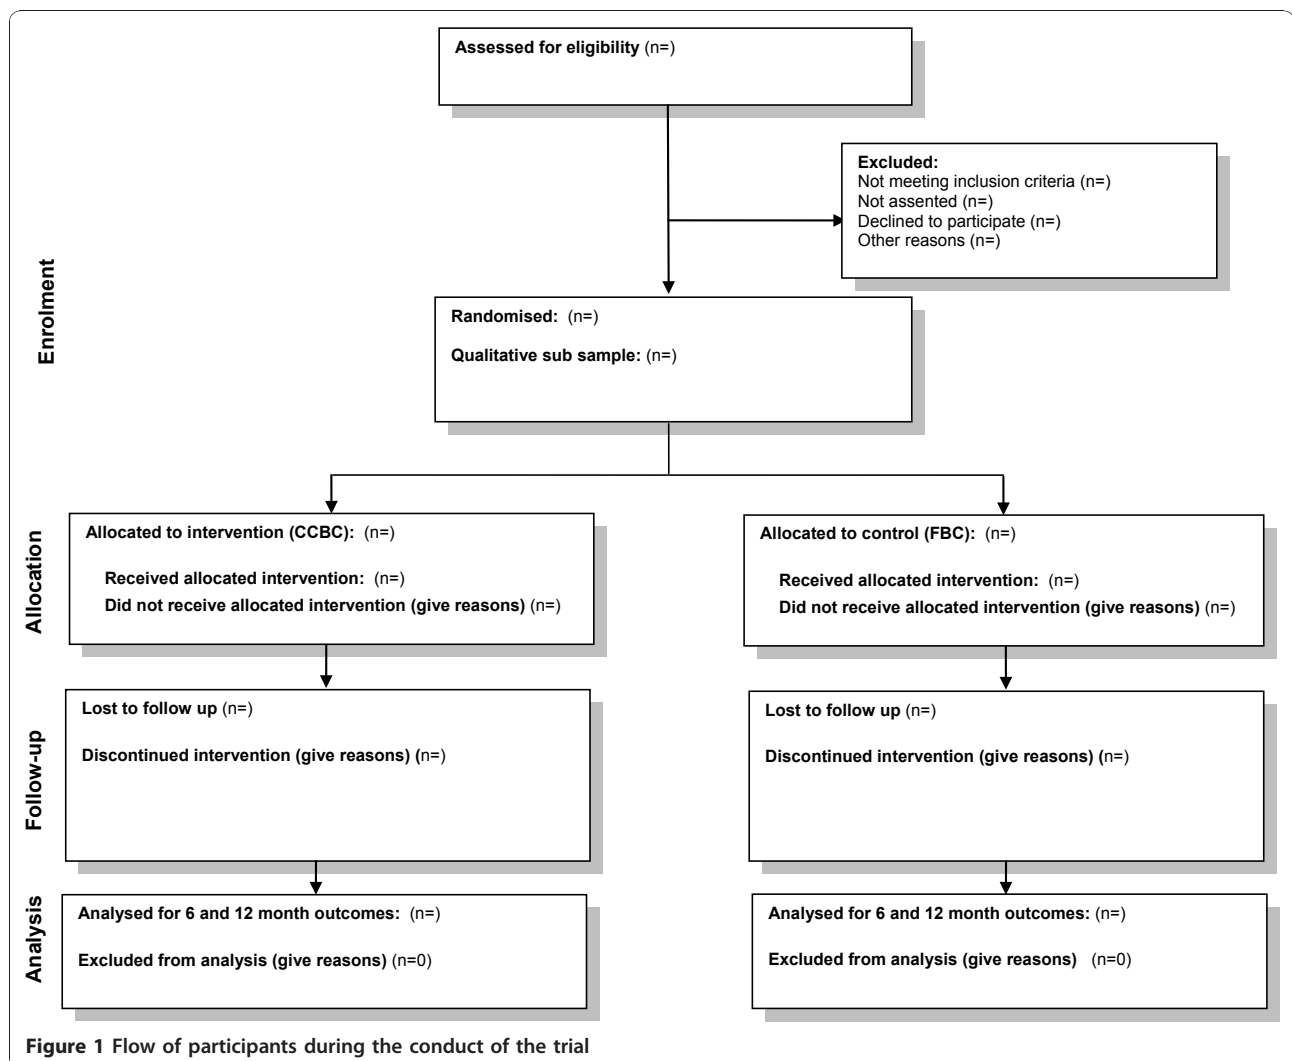 Assessed for eligibility (n=)
Excluded:
Not meeting inclusion criteria (n=)
Not assented (n=)
Declined to participate (n=)
Other reasons (n=)
Enrolment
Randomised: (n=)
Qualitative sub sample: (n=)
Allocation
Allocated to intervention (CCBC): (n=)
Received allocated intervention: (n=)
Did not receive allocated intervention (give reasons) (n=)
Allocated to control (FBC): (n=)
Received allocated intervention: (n=)
Did not receive allocated intervention (give reasons) (n=)
Follow-up
Lost to follow up (n=)
Discontinued intervention (give reasons) (n=)
Lost to follow up (n=)
Discontinued intervention (give reasons) (n=)
Analysis
Analysed for 6 and 12 month outcomes: (n=)
Excluded from analysis (give reasons) (n=0)
Analysed for 6 and 12 month outcomes: (n=)
Excluded from analysis (give reasons) (n=0)
Figure 1 Flow of participants during the conduct of the trial